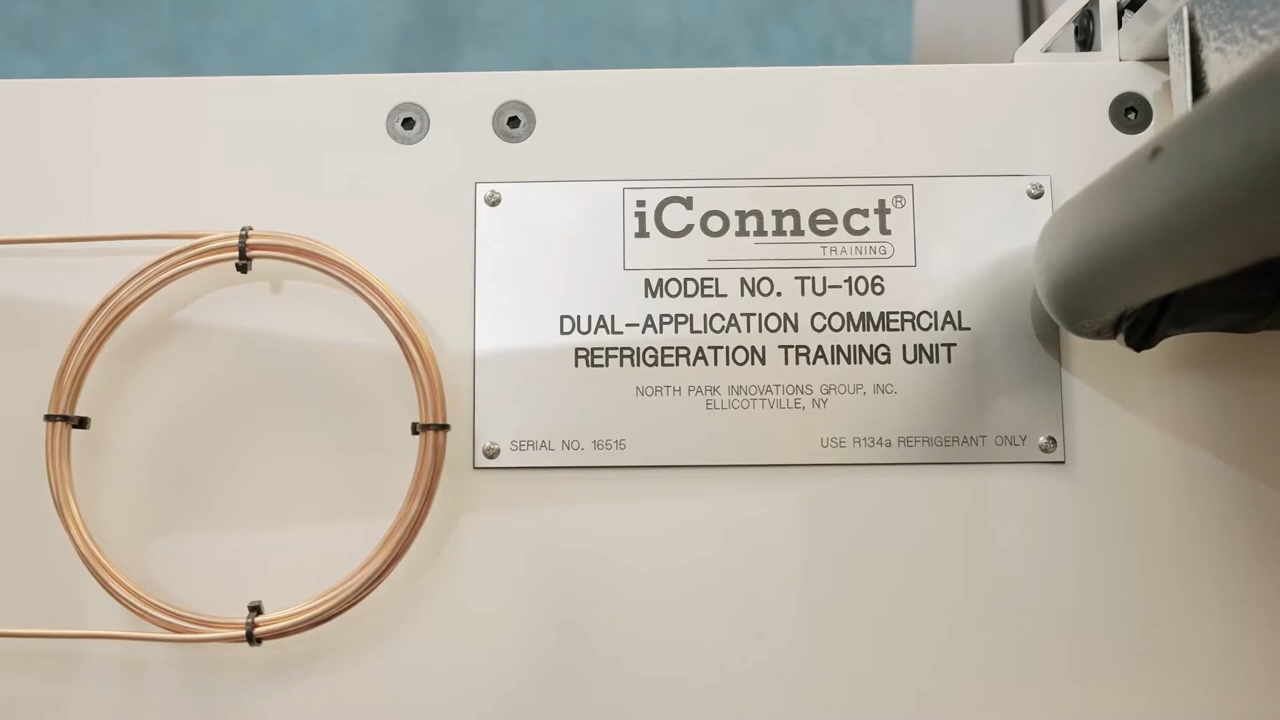 iConnect®
TRAINING
MODEL NO. TU-106
DUAL-APPLICATION COMMERCIAL
REFRIGERATION TRAINING UNIT
NORTH PARK INNOVATIONS GROUP, INC.
ELLICOTTVILLE, NY
SERIAL NO. 16515
USE R134a REFRIGERANT ONLY